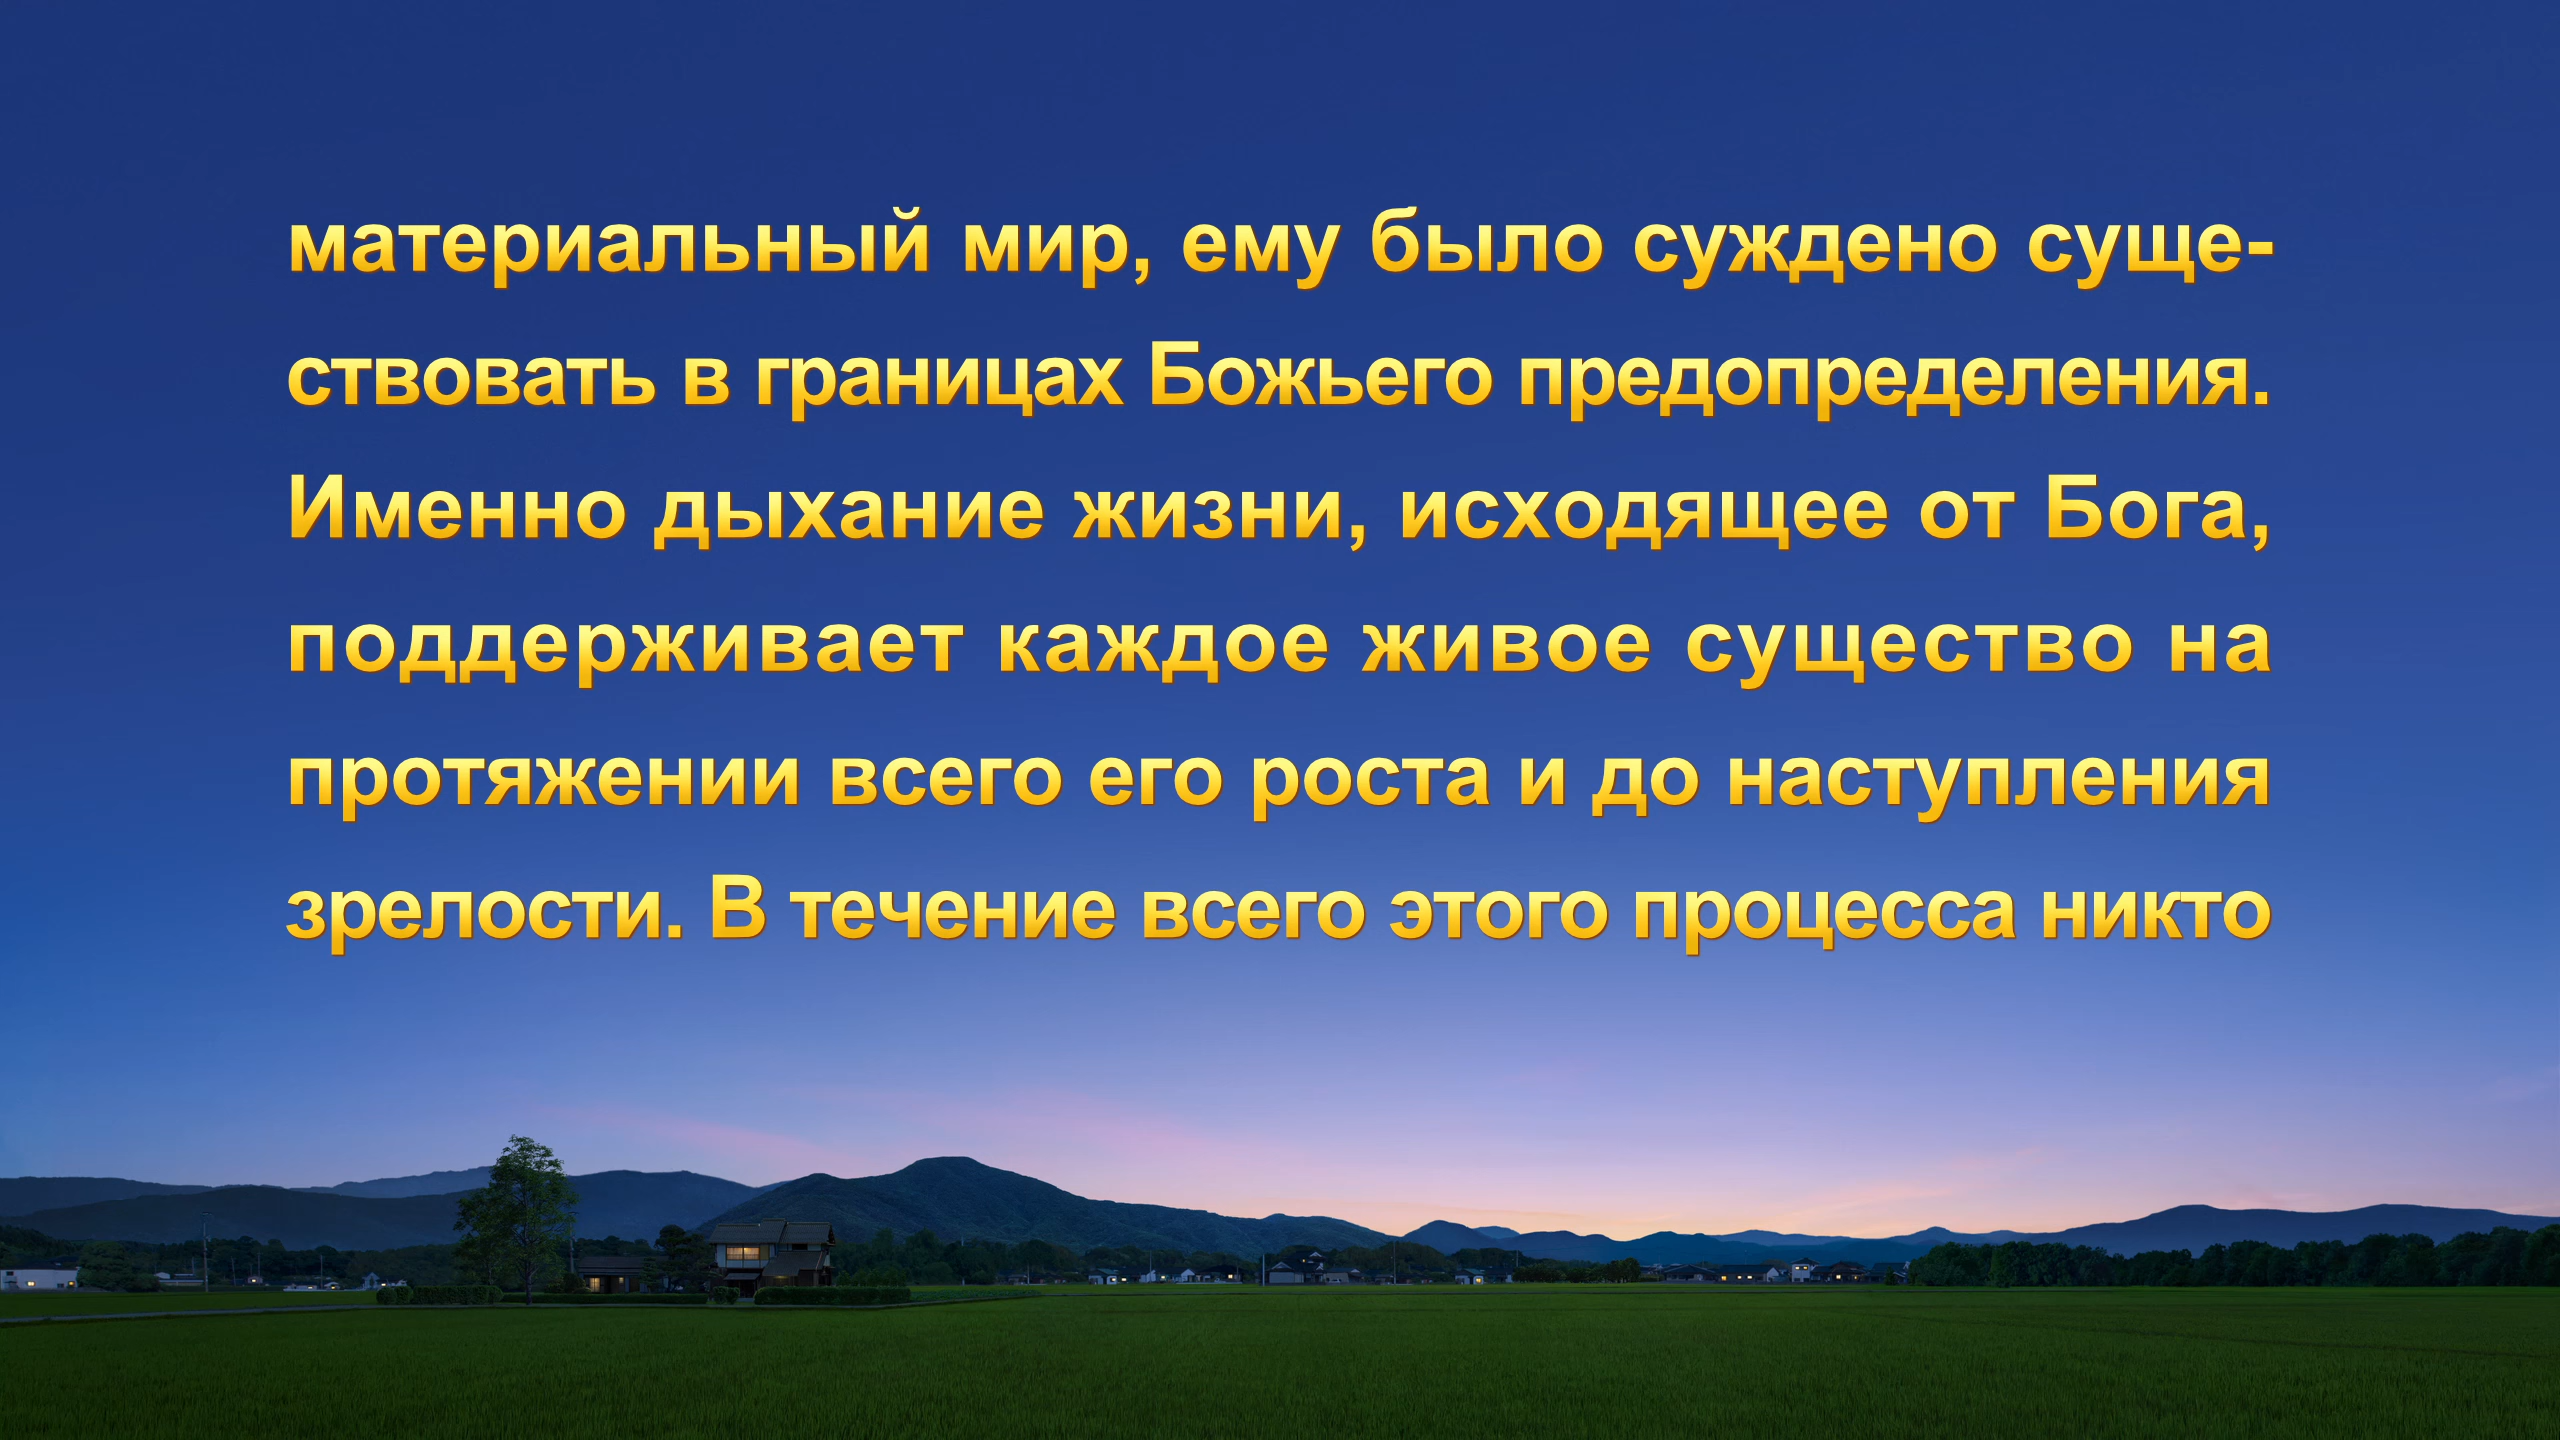 материальный мир, ему было суждено суще-
ствовать в границах Божьего предопределения.
Именно дыхание жизни, исходящее от Бога,
поддерживает каждое живое существо на
протяжении всего его роста и до наступления
зрелости. В течение всего этого процесса никто